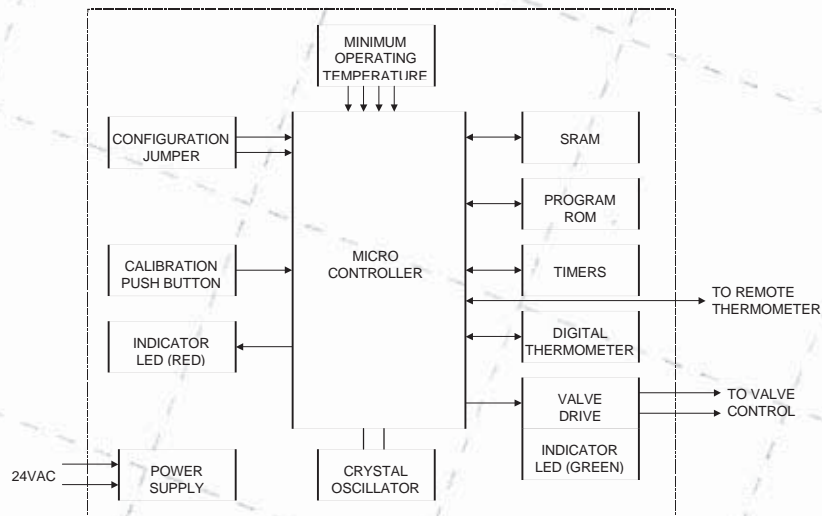 MINIMUM
OPERATING
TEMPERATURE
CONFIGURATION
JUMPER
SRAM
PROGRAM
ROM
MICRO
CONTROLLER
CALIBRATION
PUSH BUTTON
TIMERS
TO REMOTE
THERMOMETER
INDICATOR
LED (RED)
DIGITAL
THERMOMETER
VALVE
DRIVE
TO VALVE
CONTROL
INDICATOR
LED (GREEN)
24VAC
POWER
SUPPLY
CRYSTAL
OSCILLATOR